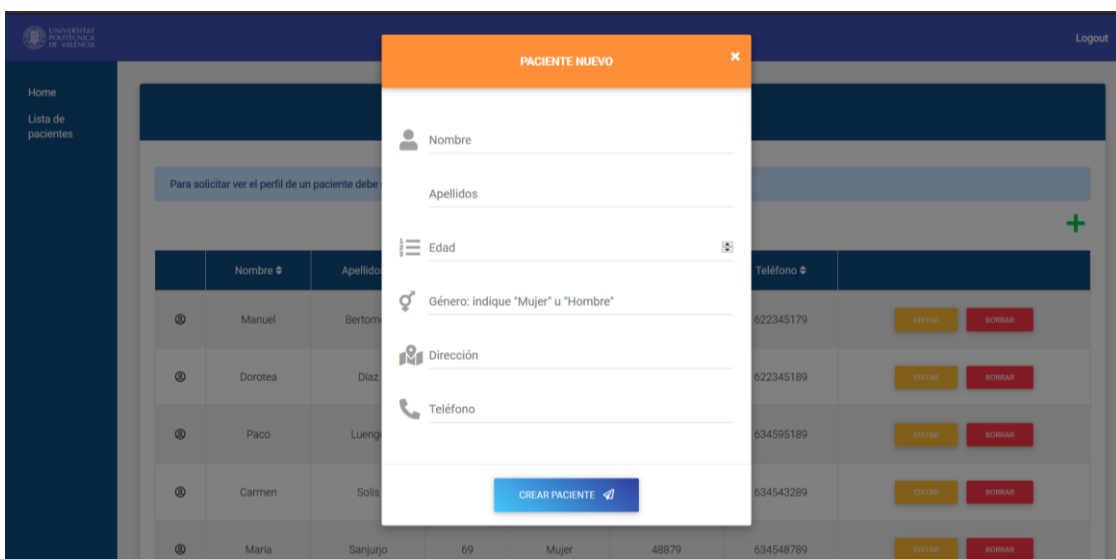 UNIVERSITAT
POLITÈCNICA
DE VALÈNCIA
Logout
PACIENTE NUEVO
×
Home
Lista de
pacientes
Nombre
Para solicitar ver el perfil de un paciente debe
Apellidos
Edad
Nombre Apellido Teléfono
Género: indique "Mujer" u "Hombre"
Manuel Bertom 622345179 EDITAR BORRAR
Dirección
Dorotea Díaz 622345189 EDITAR BORRAR
Teléfono
Paco Luengo 634595189 EDITAR BORRAR
CREAR PACIENTE
Carmen Solís 634543289 EDITAR BORRAR
María Sanjurjo 69 Mujer 48879 634548789 EDITAR BORRAR